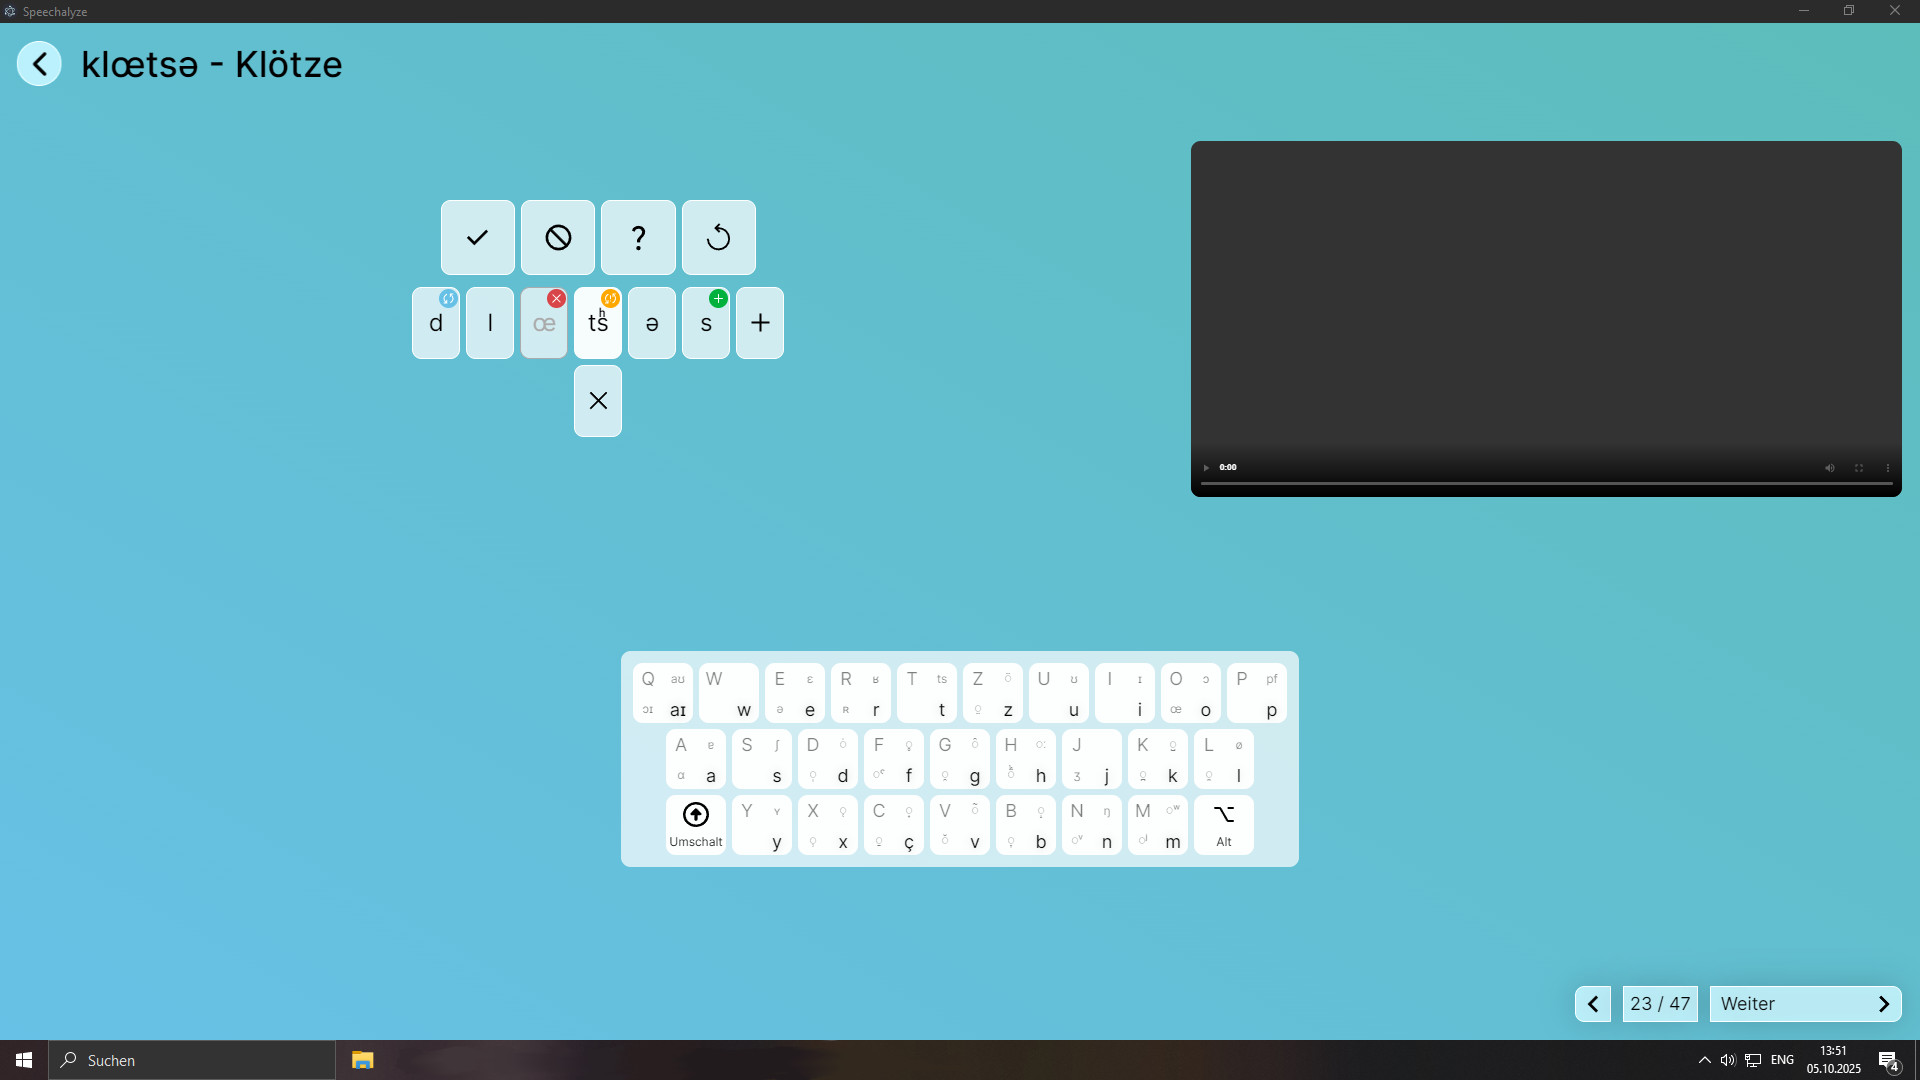 Speechalyze
klœtsə - Klötze
?
d l œ tsʰ ə s +
0:00
Q aʊ W E ɛ R ʁ T ts Z U ʊ I ɪ O ɔ P pf
ɔɪ aɪ w ə e ʀ r t z u i œ o p
A ɐ S ʃ D F G H J K L ø
ɑ a s d f g h ʒ j k l
Y ʏ X C V B N ŋ M ʷ
Umschalt y x ç v b n m Alt
23 / 47 Weiter
Suchen
ENG
13:51
05.10.2025
4